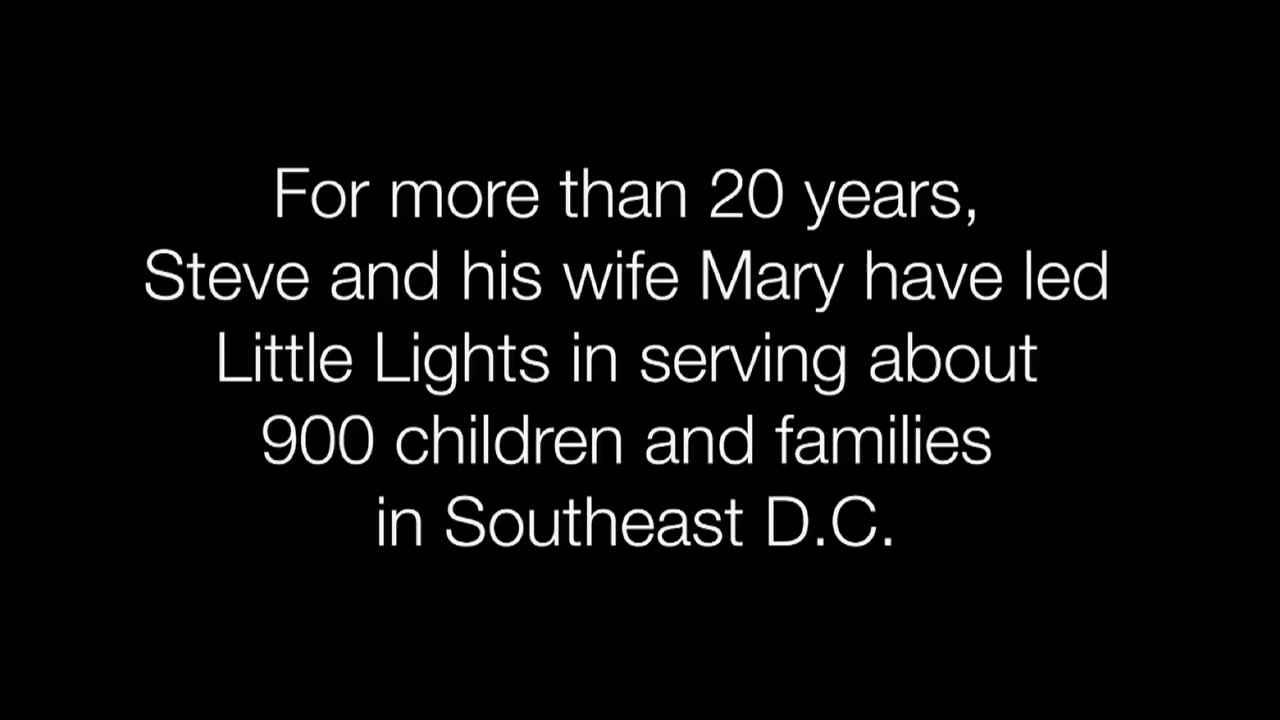 For more than 20 years,
Steve and his wife Mary have led
Little Lights in serving about
900 children and families
in Southeast D.C.